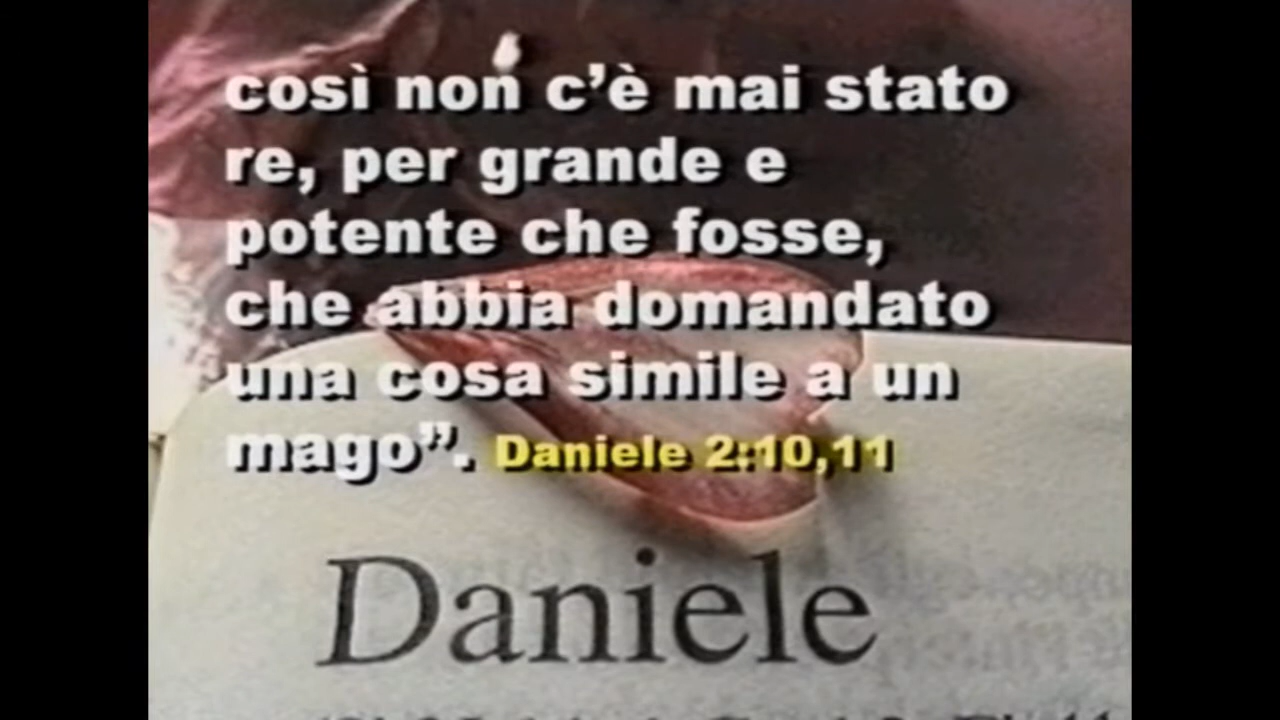 così non c’è mai stato
re, per grande e
potente che fosse,
che abbia domandato
una cosa simile a un
mago”. Daniele 2:10,11
Daniele